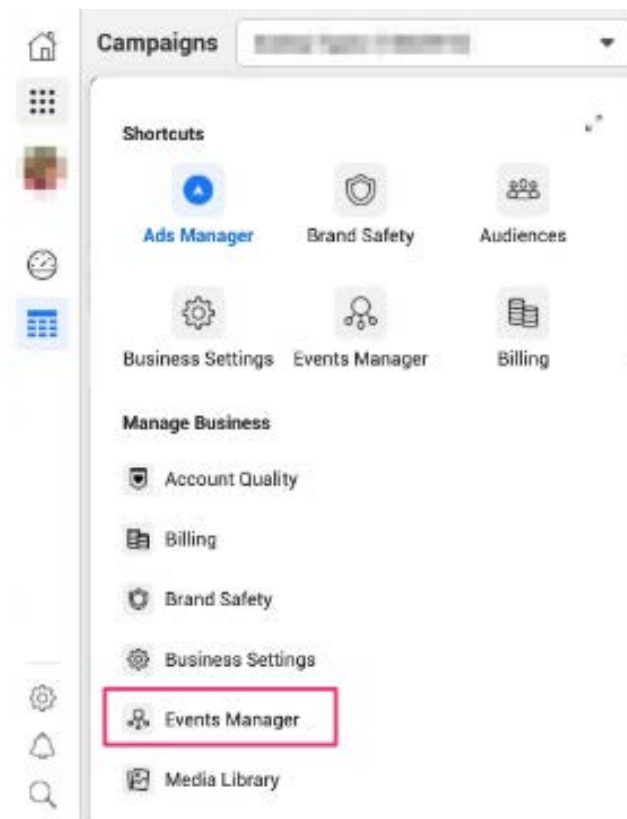 Campaigns
Shortcuts
Ads Manager Brand Safety Audiences
Business Settings Events Manager Billing
Manage Business
Account Quality
Billing
Brand Safety
Business Settings
Events Manager
Media Library